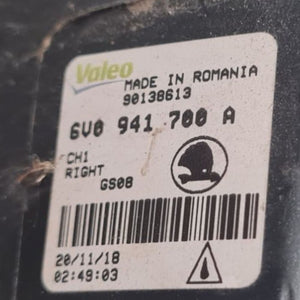 Valeo
MADE IN ROMANIA
90138613
6V0 941 700 A
CH1
RIGHT
GS08
20/11/18
02:49:03